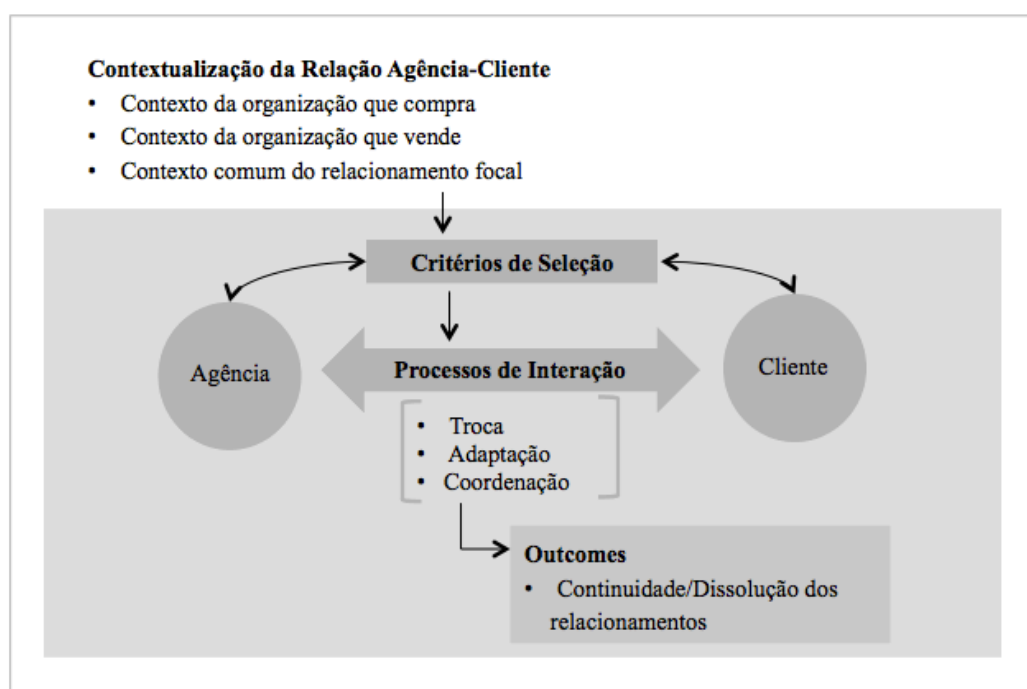 Contextualização da Relação Agência-Cliente
• Contexto da organização que compra
• Contexto da organização que vende
• Contexto comum do relacionamento focal
Critérios de Seleção
Agência
Processos de Interação
Cliente
• Troca
• Adaptação
• Coordenação
Outcomes
• Continuidade/Dissolução dos
relacionamentos